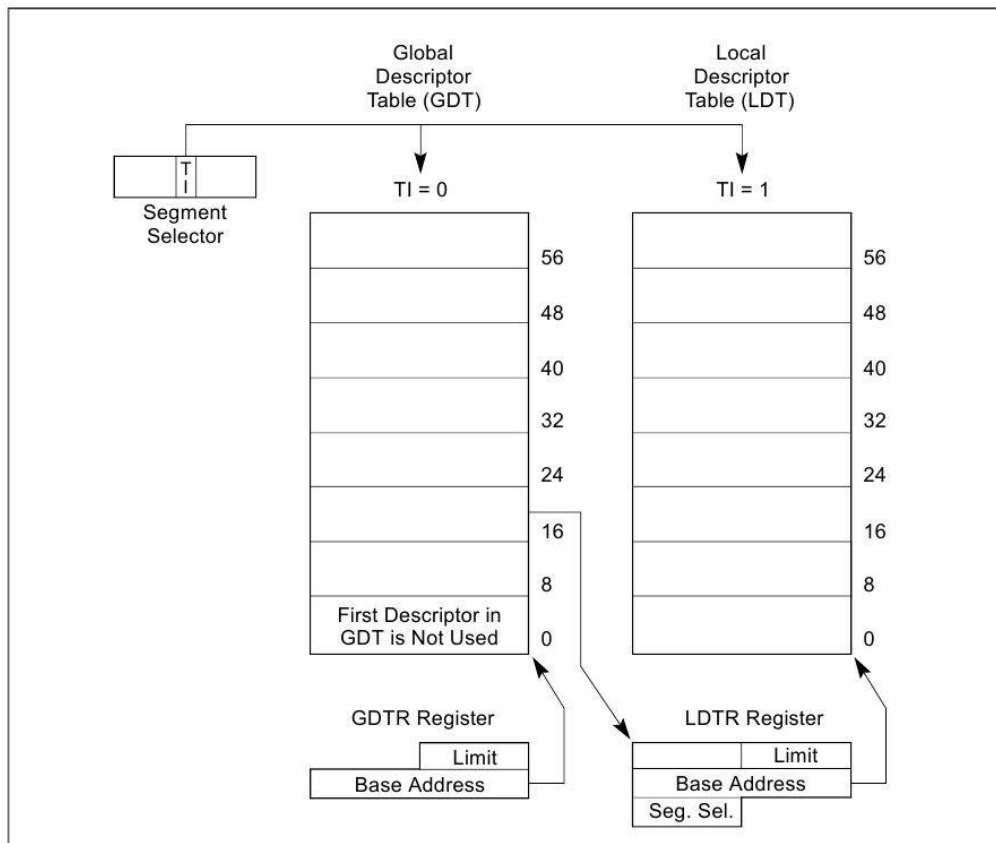 Global
Descriptor
Table (GDT)
Local
Descriptor
Table (LDT)
T
I
Segment
Selector
TI = 0
TI = 1
56
48
40
32
24
16
8
First Descriptor in
GDT is Not Used
0
56
48
40
32
24
16
8
0
GDTR Register
Limit
Base Address
LDTR Register
Limit
Base Address
Seg. Sel.